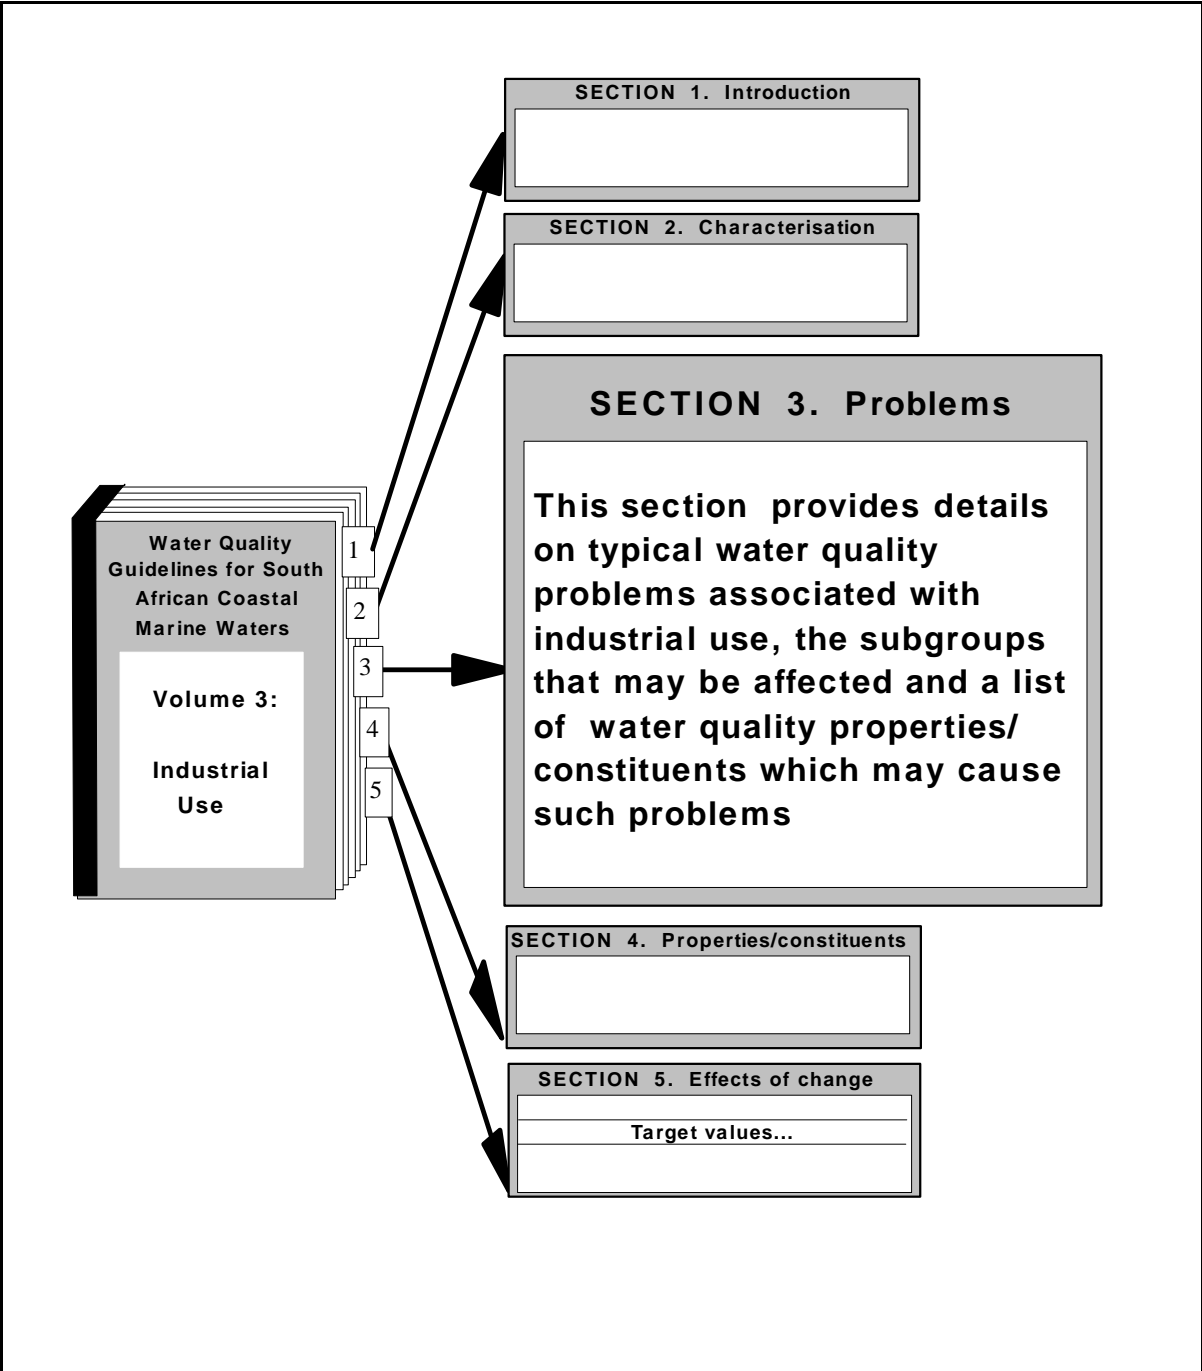 Water Quality
Guidelines for South
African Coastal
Marine Waters
Volume 3:
Industrial
Use
1
2
3
4
5
SECTION 1. Introduction
SECTION 2. Characterisation
SECTION 3. Problems
This section provides details
on typical water quality
problems associated with
industrial use, the subgroups
that may be affected and a list
of water quality properties/
constituents which may cause
such problems
SECTION 4. Properties/constituents
SECTION 5. Effects of change
Target values...